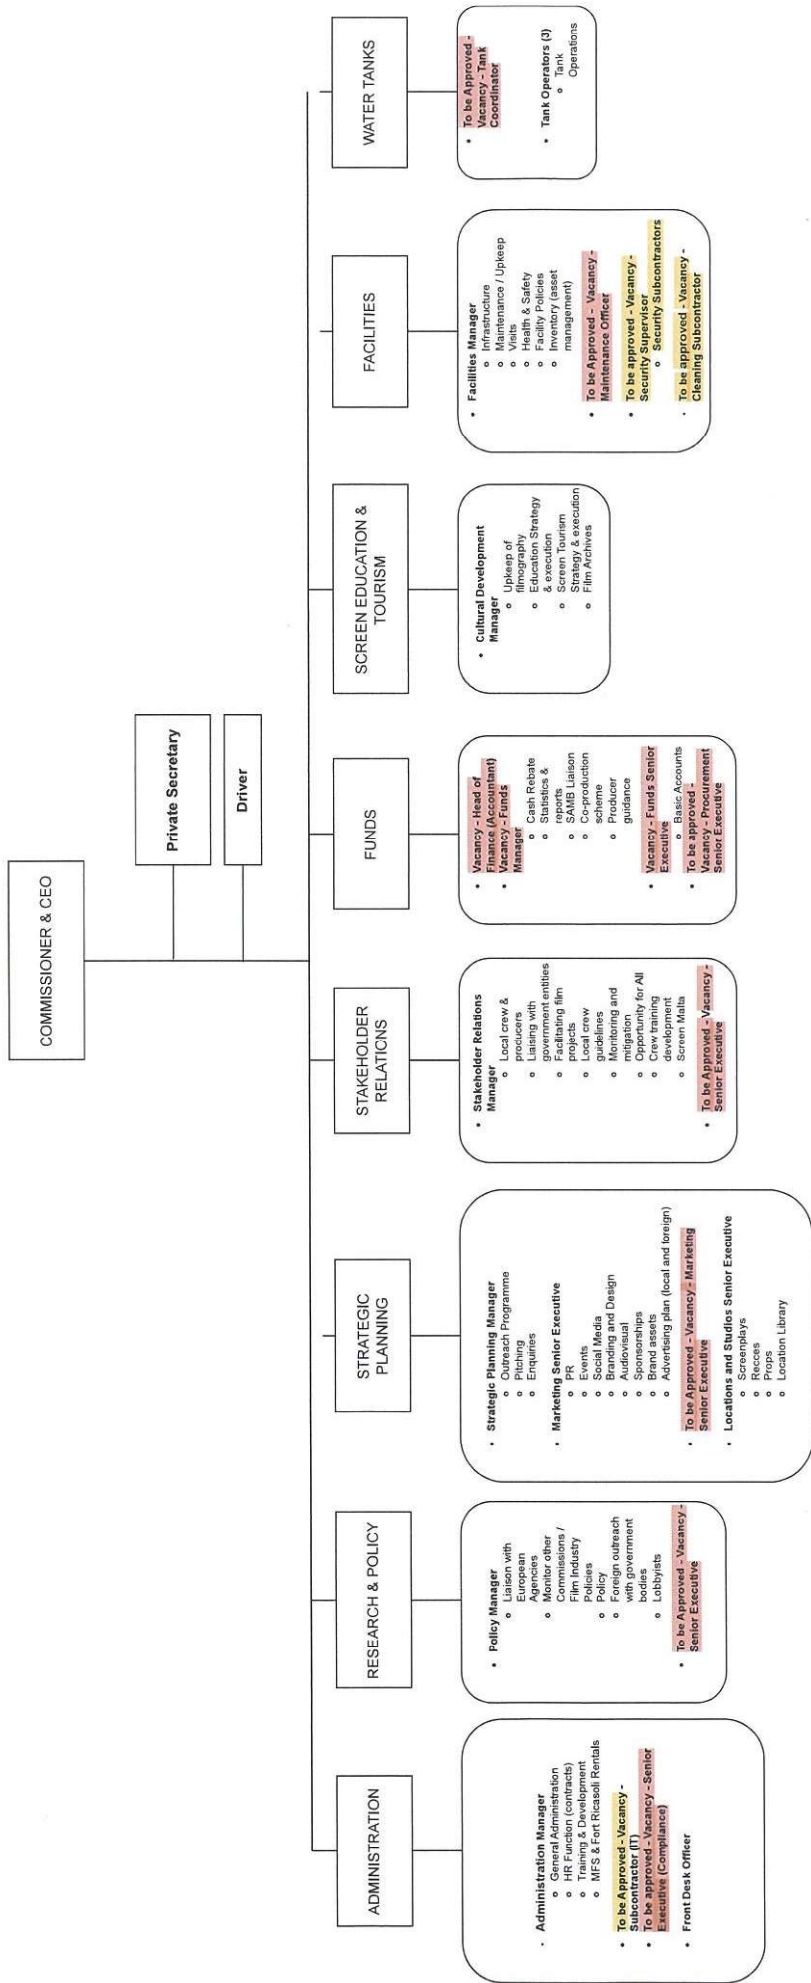 COMMISSIONER & CEO
Private Secretary
Driver
ADMINISTRATION
• Administration Manager
o General Administration
o HR Function (contracts)
o Training & Development
o MFS & Fort Ricasoli Rentals
• To be Approved - Vacancy -
Subcontractor (IT)
• To be approved - Vacancy - Senior
Executive (Compliance)
• Front Desk Officer
RESEARCH & POLICY
• Policy Manager
o Liaison with
European
Agencies
o Monitor other
Commissions /
Film Industry
Policies
o Policy
o Foreign outreach
with government
bodies
o Lobbyists
• To be Approved - Vacancy -
Senior Executive
STRATEGIC
PLANNING
• Strategic Planning Manager
o Outreach Programme
o Pitching
o Enquiries
• Marketing Senior Executive
o PR
o Events
o Social Media
o Branding and Design
o Audiovisual
o Sponsorships
o Brand assets
o Advertising plan (local and foreign)
• To be Approved - Vacancy - Marketing
Senior Executive
• Locations and Studios Senior Executive
o Screenplays
o Recces
o Props
o Location Library
STAKEHOLDER
RELATIONS
• Stakeholder Relations
Manager
o Local crew &
producers
o Liaising with
government entities
o Facilitating film
projects
o Local crew
guidelines
o Monitoring and
mitigation
o Opportunity for All
o Crew training
development
o Screen Malta
• To be Approved - Vacancy -
Senior Executive
FUNDS
• Vacancy - Head of
Finance (Accountant)
• Vacancy - Funds
Manager
o Cash Rebate
o Statistics &
reports
o SAMB Liaison
o Co-production
scheme
o Producer
guidance
• Vacancy - Funds Senior
Executive
o Basic Accounts
• To be approved -
Vacancy - Procurement
Senior Executive
SCREEN EDUCATION &
TOURISM
• Cultural Development
Manager
o Upkeep of
filmography
o Education Strategy
& execution
o Screen Tourism
Strategy & execution
o Film Archives
FACILITIES
• Facilities Manager
o Infrastructure
o Maintenance / Upkeep
o Visits
o Health & Safety
o Facility Policies
o Inventory (asset
management)
• To be Approved - Vacancy -
Maintenance Officer
• To be approved - Vacancy -
Security Supervisor
o Security Subcontractors
• To be approved - Vacancy -
Cleaning Subcontractor
WATER TANKS
• To be Approved -
Vacancy - Tank
Coordinator
• Tank Operators (3)
o Tank
Operations